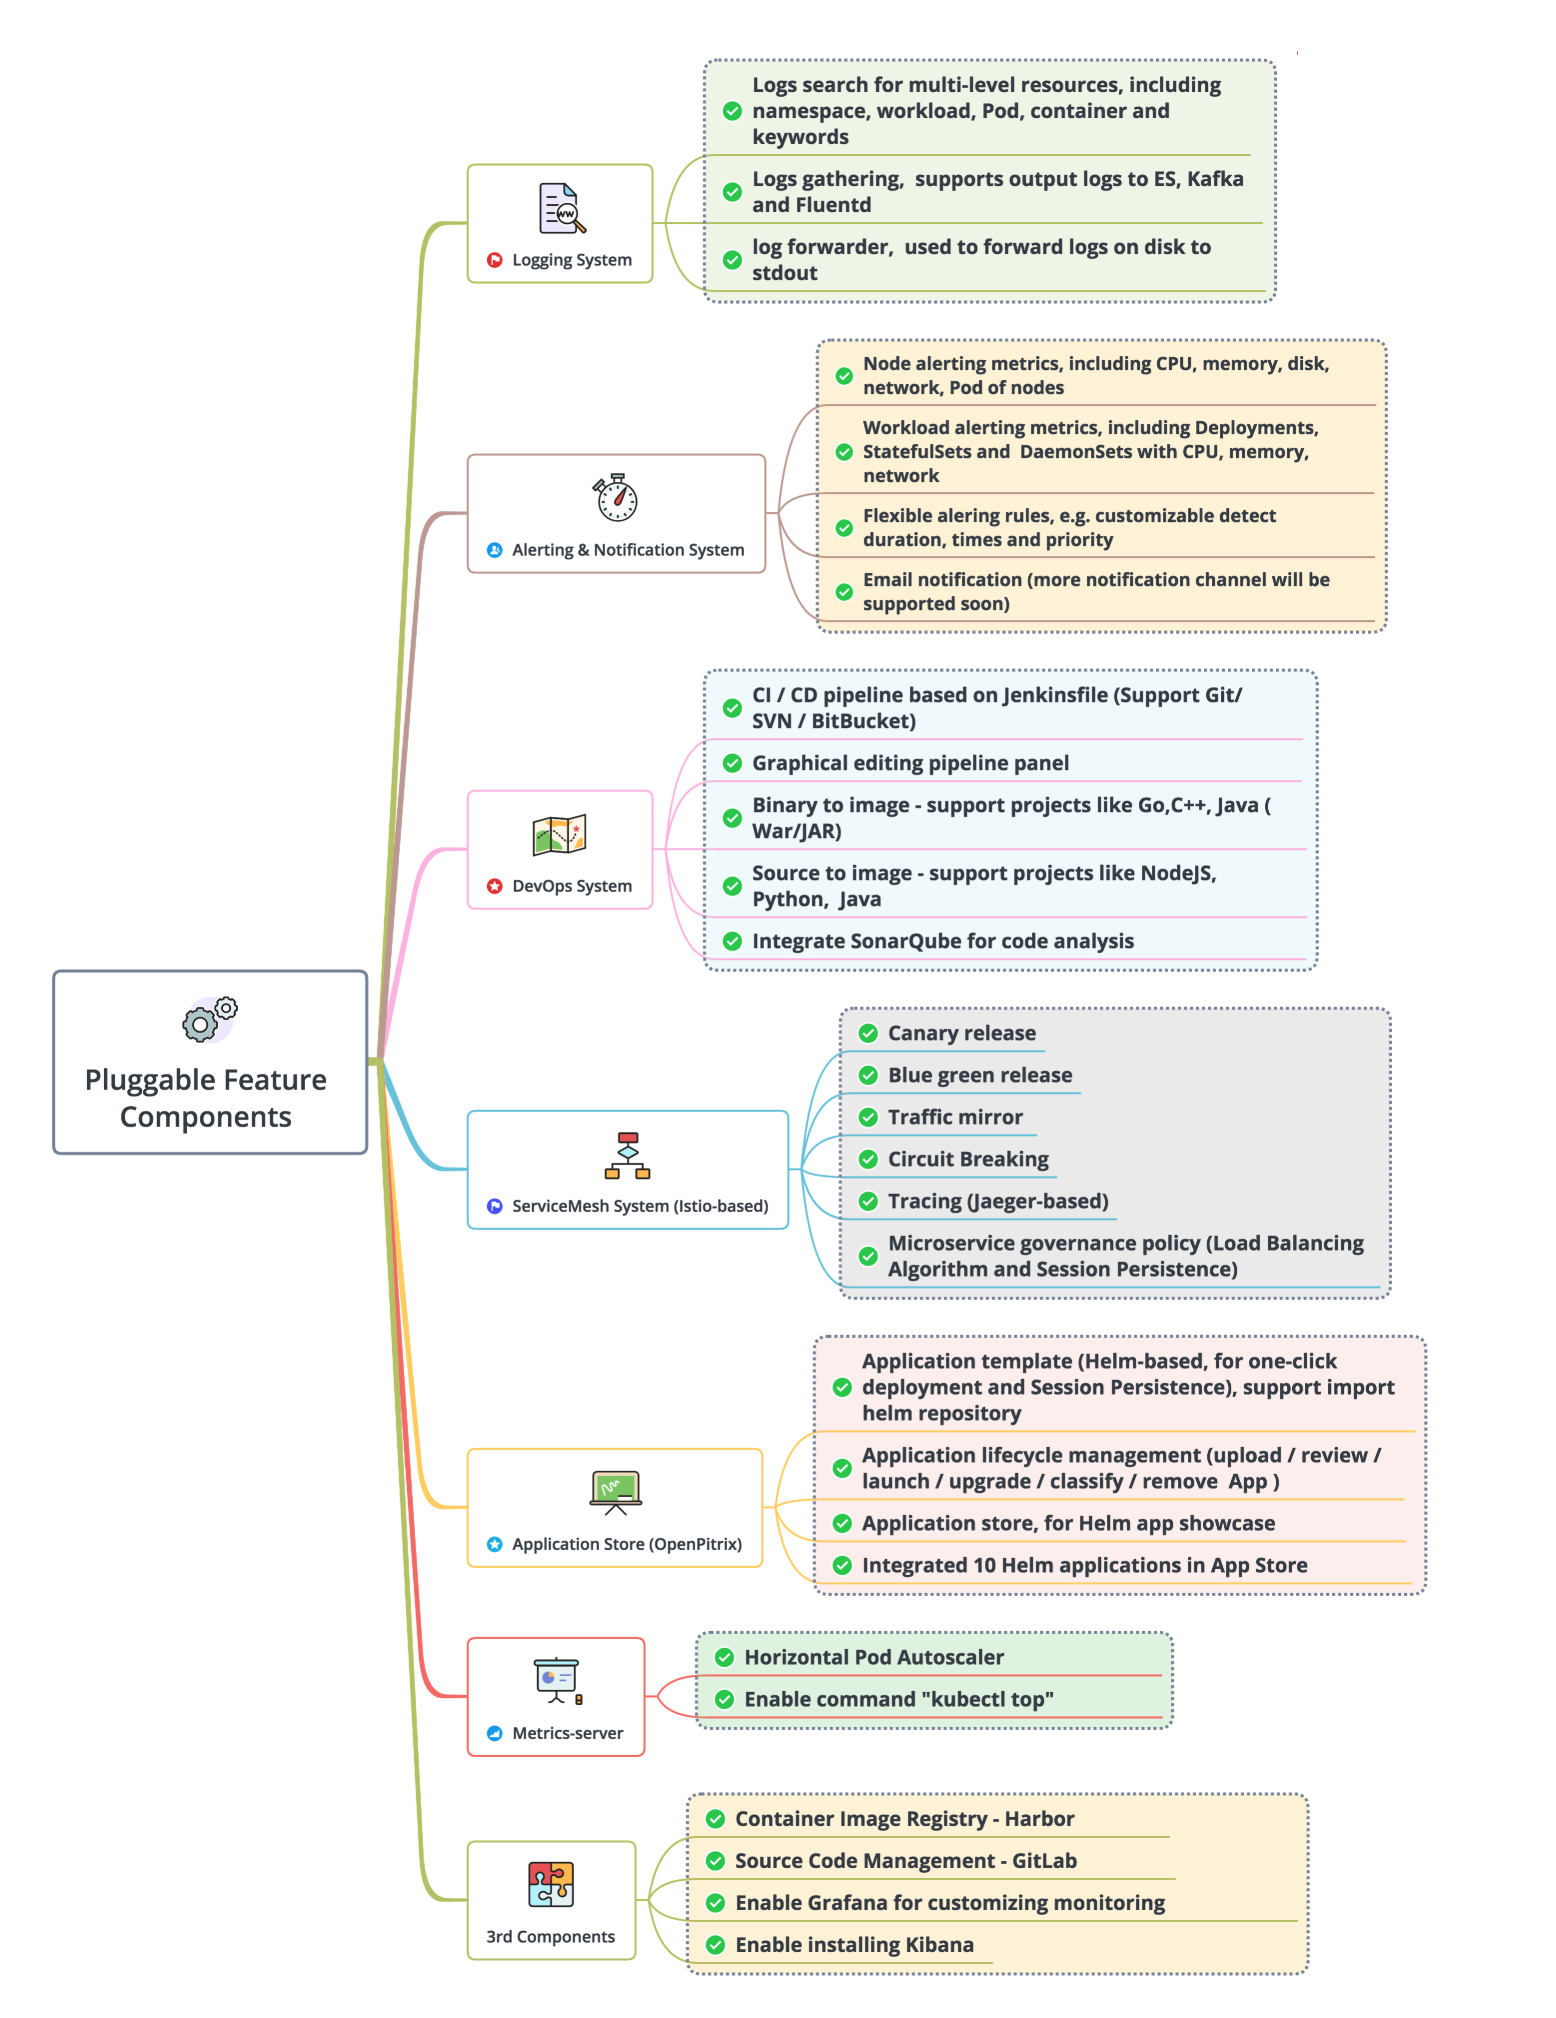 Logs search for multi-level resources, including
namespace, workload, Pod, container and
keywords
Logs gathering,  supports output logs to ES, Kafka
and Fluentd
log forwarder,  used to forward logs on disk to
stdout
WW
Logging System
Node alerting metrics, including CPU, memory, disk,
network, Pod of nodes
Workload alerting metrics, including Deployments,
StatefulSets and  DaemonSets with CPU, memory,
network
Flexible alering rules, e.g. customizable detect
duration, times and priority
Email notification (more notification channel will be
supported soon)
Alerting & Notification System
CI / CD pipeline based on Jenkinsfile (Support Git/
SVN / BitBucket)
Graphical editing pipeline panel
Binary to image - support projects like Go,C++, Java (
War/JAR)
Source to image - support projects like NodeJS,
Python,  Java
Integrate SonarQube for code analysis
DevOps System
Pluggable Feature
Components
Canary release
Blue green release
Traffic mirror
Circuit Breaking
Tracing (Jaeger-based)
Microservice governance policy (Load Balancing
Algorithm and Session Persistence)
ServiceMesh System (Istio-based)
Application template (Helm-based, for one-click
deployment and Session Persistence), support import
helm repository
Application lifecycle management (upload / review /
launch / upgrade / classify / remove  App )
Application store, for Helm app showcase
Integrated 10 Helm applications in App Store
Application Store (OpenPitrix)
Horizontal Pod Autoscaler
Enable command "kubectl top"
Metrics-server
Container Image Registry - Harbor
Source Code Management - GitLab
Enable Grafana for customizing monitoring
Enable installing Kibana
3rd Components